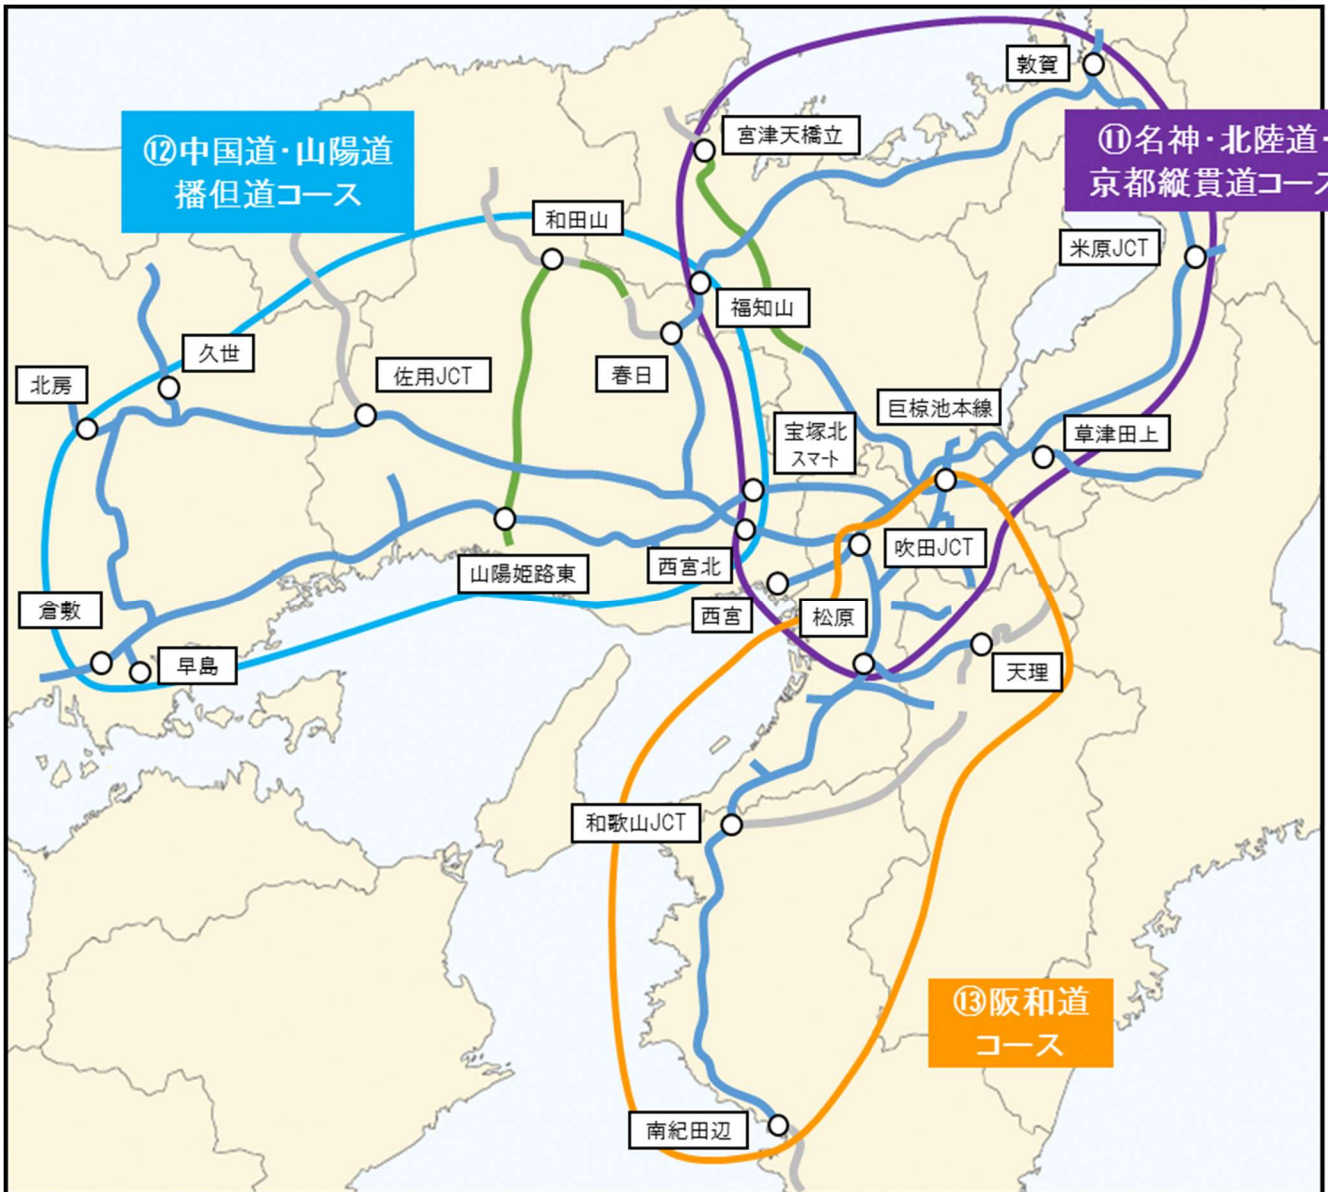 敦賀
⑫中国道・山陽道
播但道コース
宮津天橋立
⑪名神・北陸道・
京都縦貫道コース
和田山
米原JCT
福知山
久世
佐用JCT
春日
北房
巨椋池本線
宝塚北
スマート
草津田上
吹田JCT
山陽姫路東
西宮北
倉敷
西宮
松原
早島
天理
和歌山JCT
⑬阪和道
コース
南紀田辺